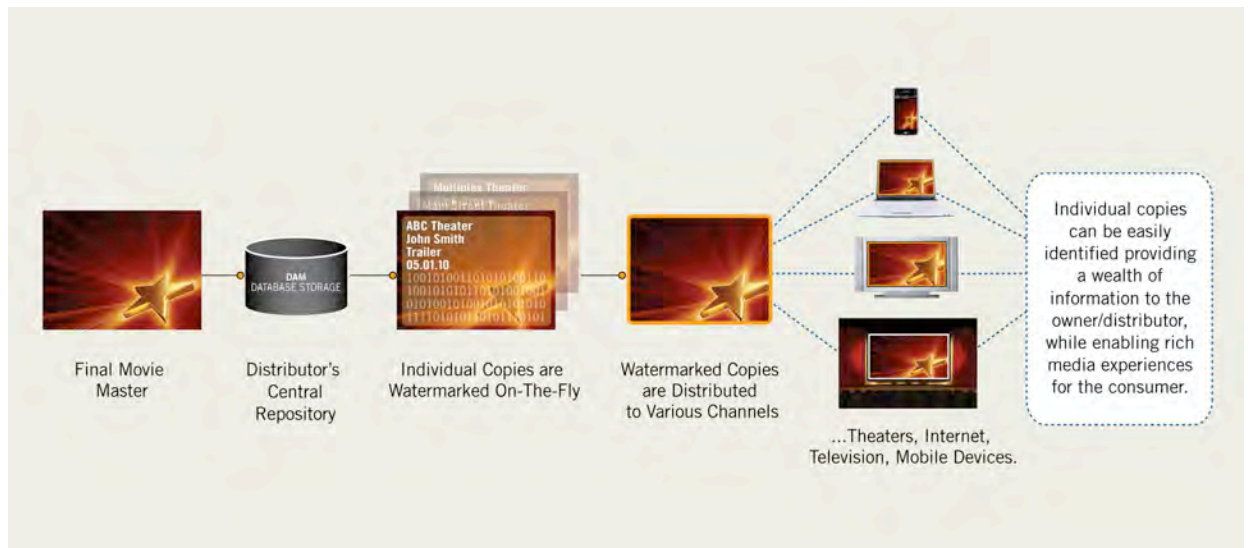 Multiplex Theater
Main Street Theater
ABC Theater
John Smith
Trailer
05.01.10
DAM
DATABASE STORAGE
Final Movie
Master
Distributor's
Central
Repository
Individual Copies are
Watermarked On-The-Fly
Watermarked Copies
are Distributed
to Various Channels
...Theaters, Internet,
Television, Mobile Devices.
Individual copies
can be easily
identified providing
a wealth of
information to the
owner/distributor,
while enabling rich
media experiences
for the consumer.